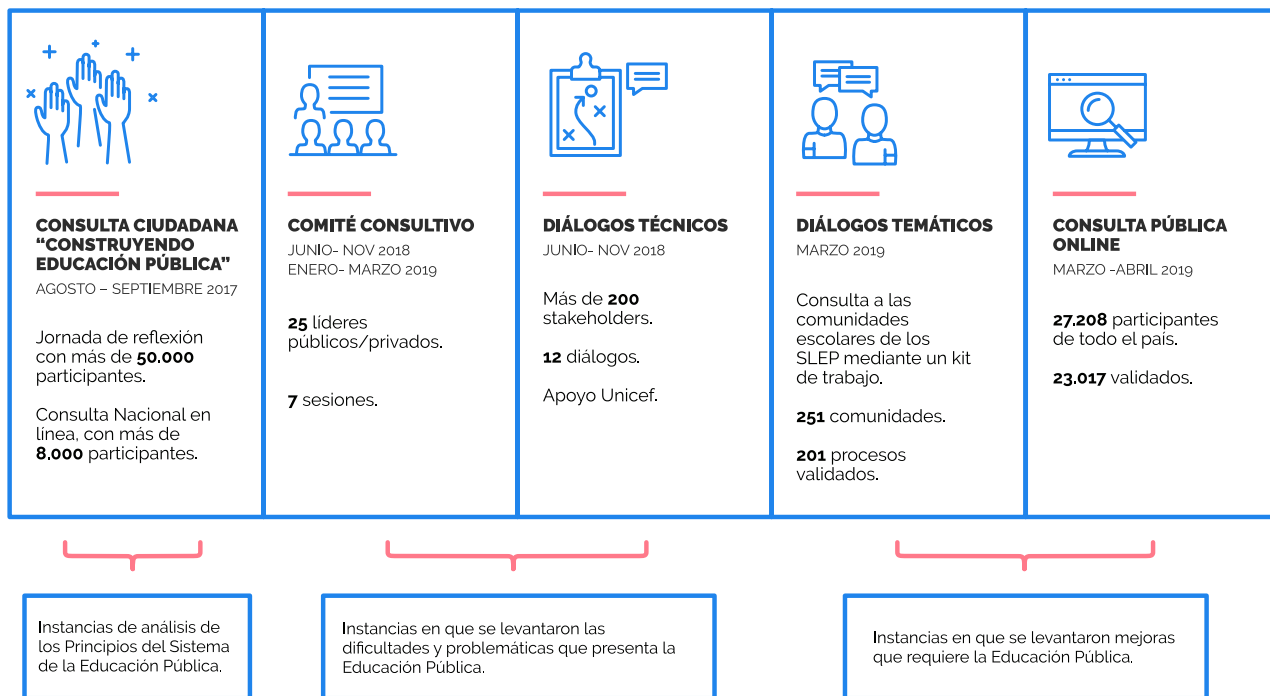 CONSULTA CIUDADANA
“CONSTRUYENDO
EDUCACIÓN PÚBLICA”
AGOSTO – SEPTIEMBRE 2017
Jornada de reflexión
con más de 50.000
participantes.
Consulta Nacional en
línea, con más de
8.000 participantes.
COMITÉ CONSULTIVO
JUNIO- NOV 2018
ENERO- MARZO 2019
25 líderes
públicos/privados.
7 sesiones.
DIÁLOGOS TÉCNICOS
JUNIO- NOV 2018
Más de 200
stakeholders.
12 diálogos.
Apoyo Unicef.
DIÁLOGOS TEMÁTICOS
MARZO 2019
Consulta a las
comunidades
escolares de los
SLEP mediante un kit
de trabajo.
251 comunidades.
201 procesos
validados.
CONSULTA PÚBLICA
ONLINE
MARZO -ABRIL 2019
27.208 participantes
de todo el país.
23.017 validados.
Instancias de análisis de
los Principios del Sistema
de la Educación Pública.
Instancias en que se levantaron las
dificultades y problemáticas que presenta la
Educación Pública.
Instancias en que se levantaron mejoras
que requiere la Educación Pública.